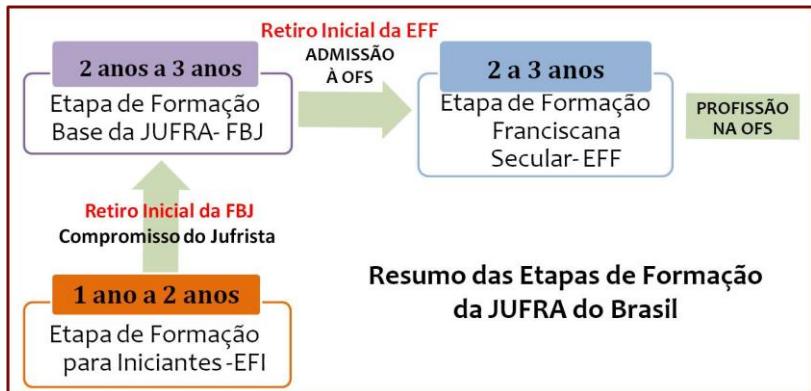 Retiro Inicial da EFF
ADMISSÃO
À OFS
2 anos a 3 anos
Etapa de Formação
Base da JUFRA- FBJ
2 a 3 anos
Etapa de Formação
Franciscana
Secular- EFF
PROFISSÃO
NA OFS
Retiro Inicial da FBJ
Compromisso do Jufrista
1 ano a 2 anos
Etapa de Formação
para Iniciantes -EFI
Resumo das Etapas de Formação
da JUFRA do Brasil